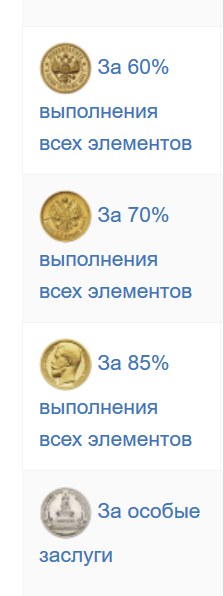 За 60%
выполнения
всех элементов
За 70%
выполнения
всех элементов
За 85%
выполнения
всех элементов
За особые
заслуги